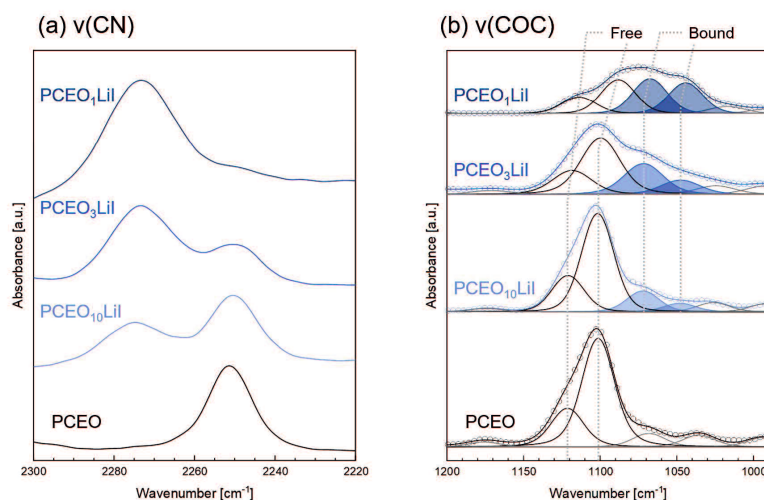 (a) ν(CN)
PCEO₁LiI
PCEO₃LiI
PCEO₁₀LiI
PCEO
Absorbance [a.u.]
2300 2280 2260 2240 2220
Wavenumber [cm⁻¹]
(b) ν(COC)
Free Bound
PCEO₁LiI
PCEO₃LiI
PCEO₁₀LiI
PCEO
Absorbance [a.u.]
1200 1150 1100 1050 1000
Wavenumber [cm⁻¹]